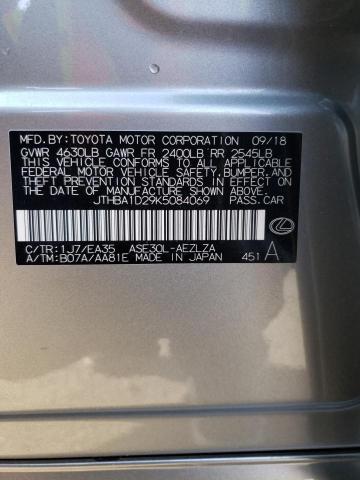 MFD.BY:TOYOTA MOTOR CORPORATION 09/18
GVWR 4630LB GAWR FR 2400LB RR 2545LB
THIS VEHICLE CONFORMS TO ALL APPLICABLE
FEDERAL MOTOR VEHICLE SAFETY,BUMPER,AND
THEFT PREVENTION STANDARDS IN EFFECT ON
THE DATE OF MANUFACTURE SHOWN ABOVE.
JTHBA1D29K5084069 PASS.CAR
C/TR:1J7/EA35 ASE30L-AEZLZA
A/TM:B07A/AA81E MADE IN JAPAN 451 A